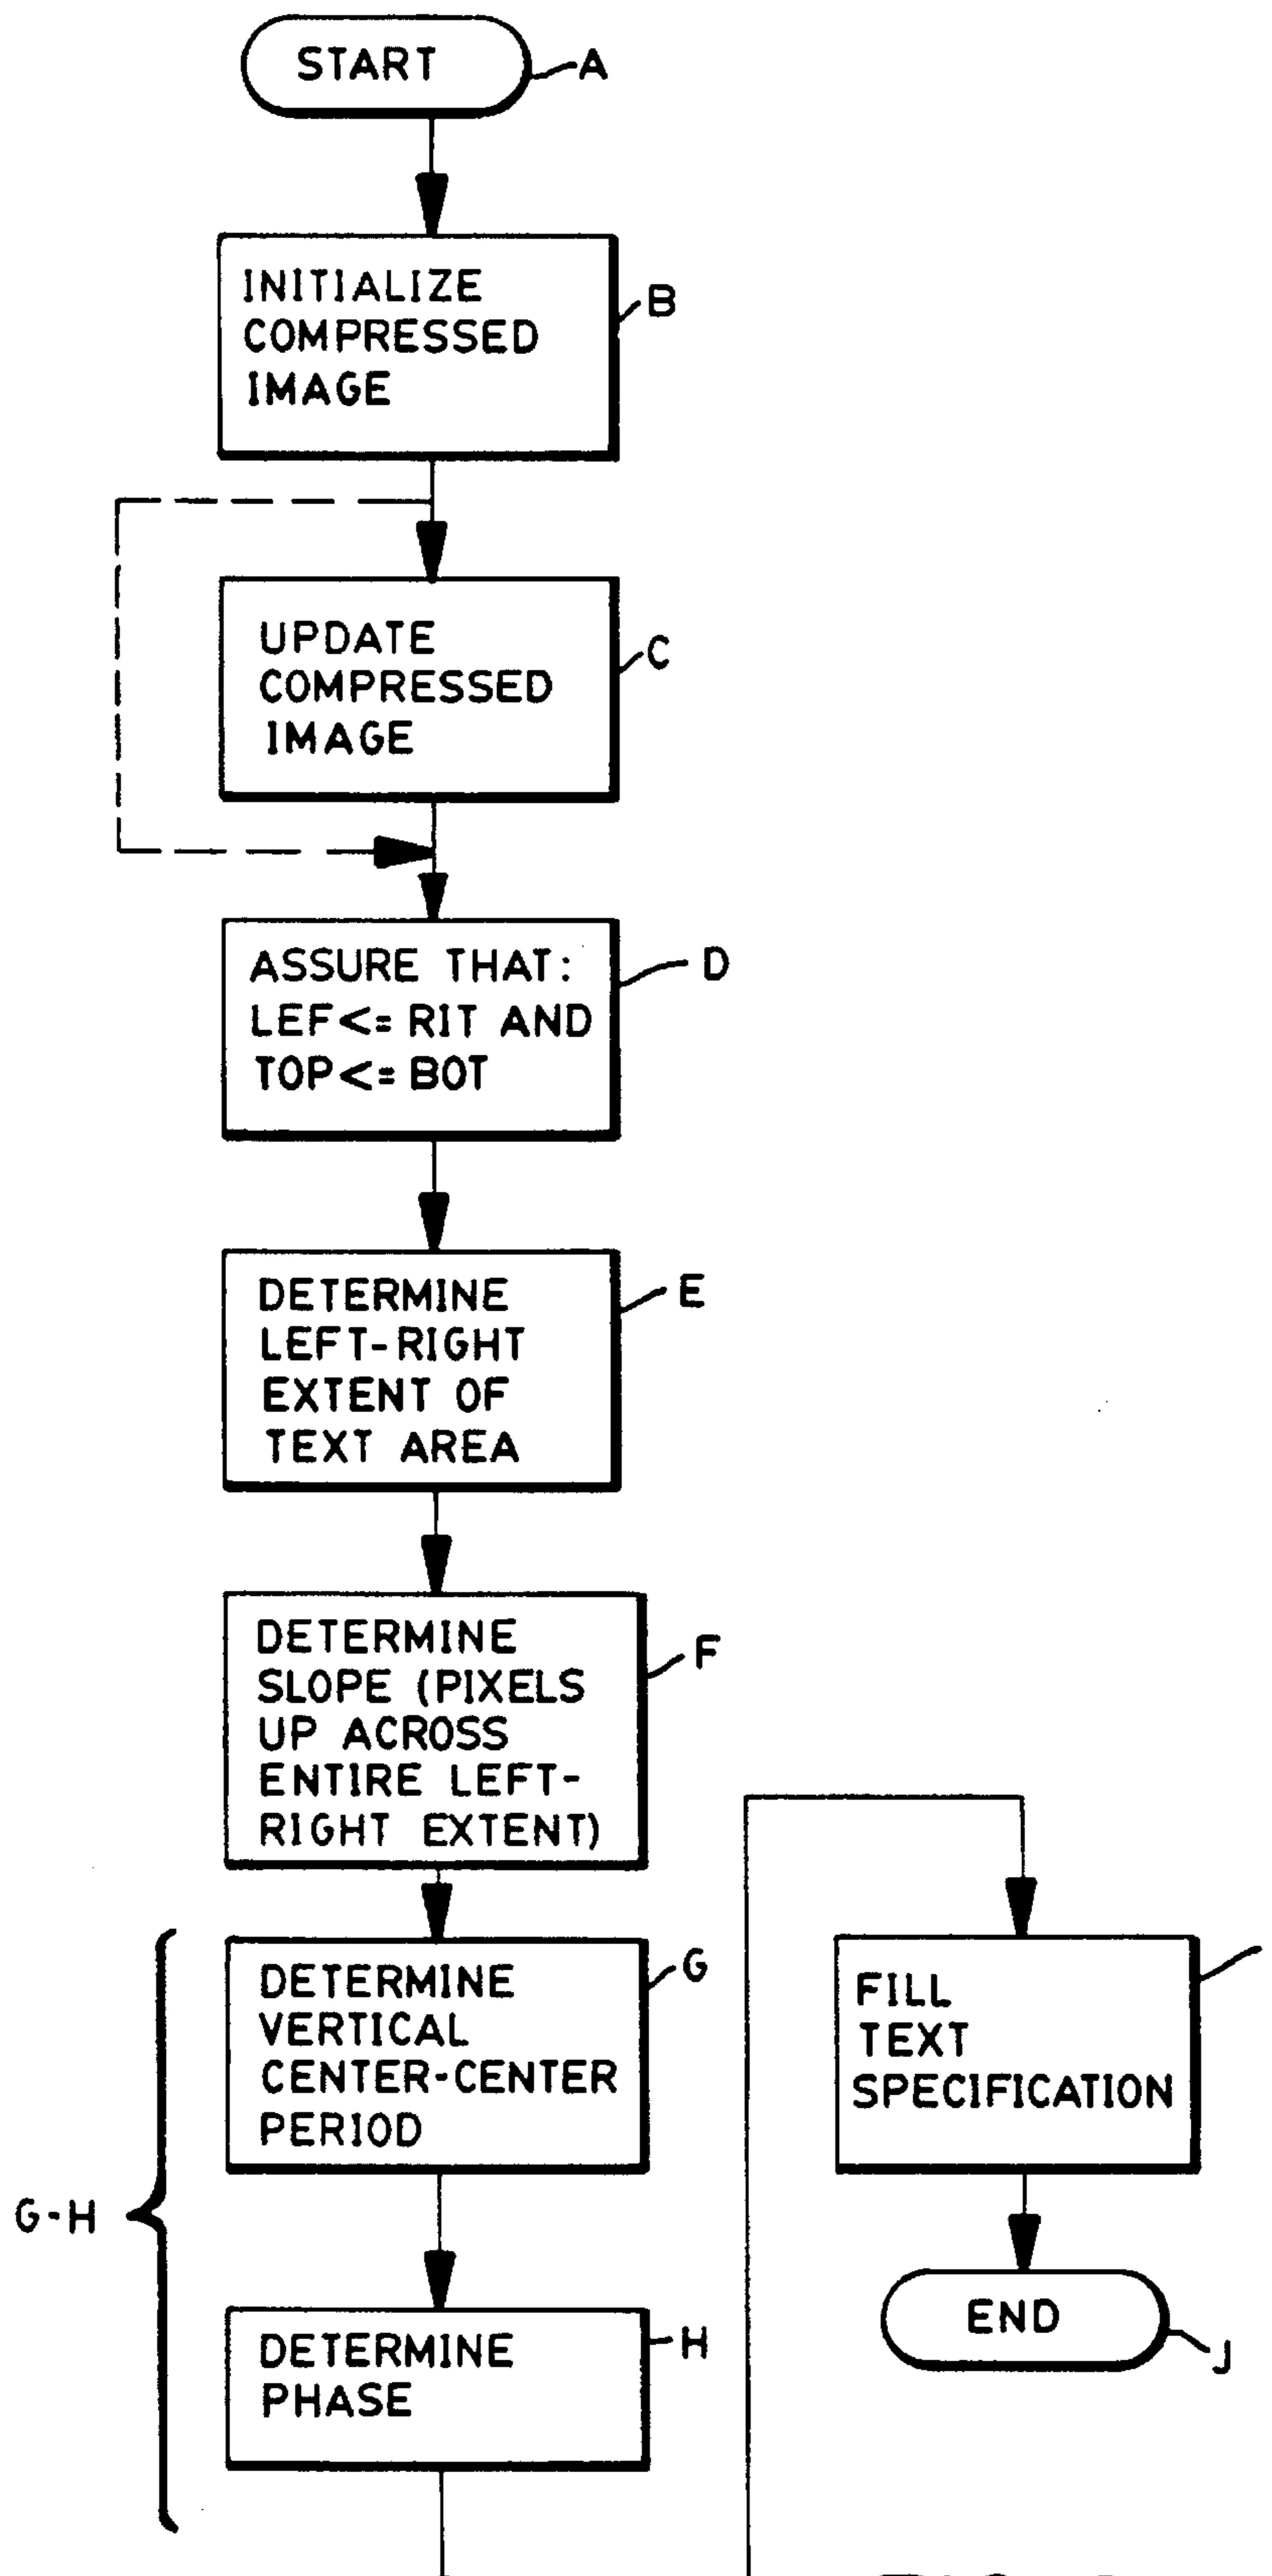 START
A
INITIALIZE
COMPRESSED
IMAGE
B
UPDATE
COMPRESSED
IMAGE
C
ASSURE THAT:
LEF<= RIT AND
TOP<= BOT
D
DETERMINE
LEFT-RIGHT
EXTENT OF
TEXT AREA
E
DETERMINE
SLOPE (PIXELS
UP ACROSS
ENTIRE LEFT-
RIGHT EXTENT)
F
DETERMINE
VERTICAL
CENTER-CENTER
PERIOD
G
G-H
DETERMINE
PHASE
H
FILL
TEXT
SPECIFICATION
END
J